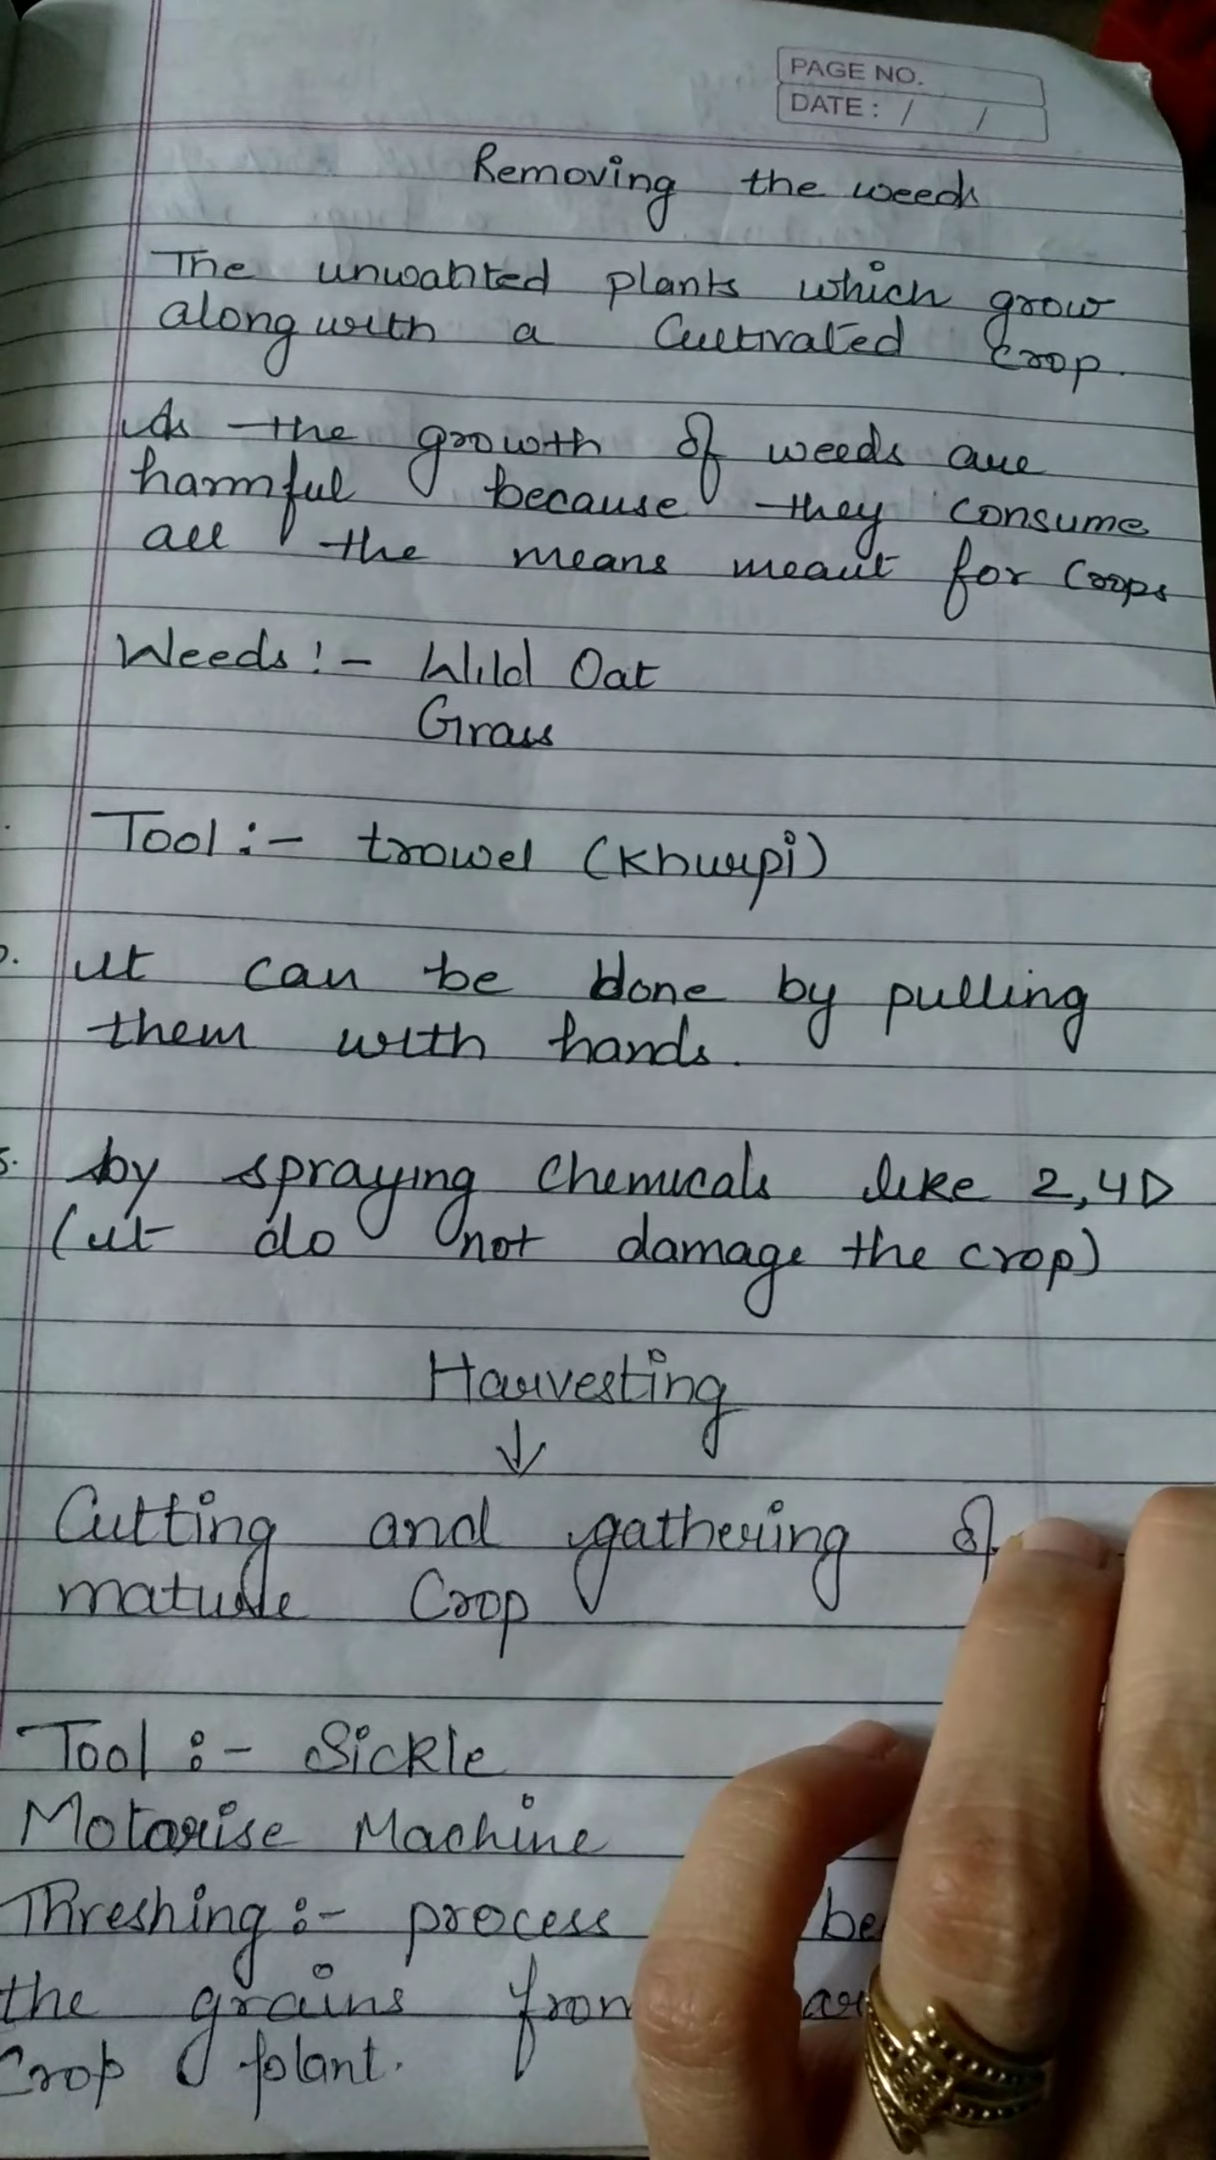 PAGE NO.
DATE: / /
Removing the weeds
The unwanted plants which grow
alongwith a Cultivated Crop.
As the growth of weeds are
harmful because they consume
all the means meant for Crops
Weeds:- Wild Oat
Grass
Tool:- trowel (Khurpi)
It can be done by pulling
them with hands.
by spraying Chemicals like 2,4D
(it do not damage the crop)
Harvesting
↓
Cutting and gathering of
mature Crop
Tool:- Sickle
Motorise Machine
Threshing:- process be
the grains from
Crop plant.